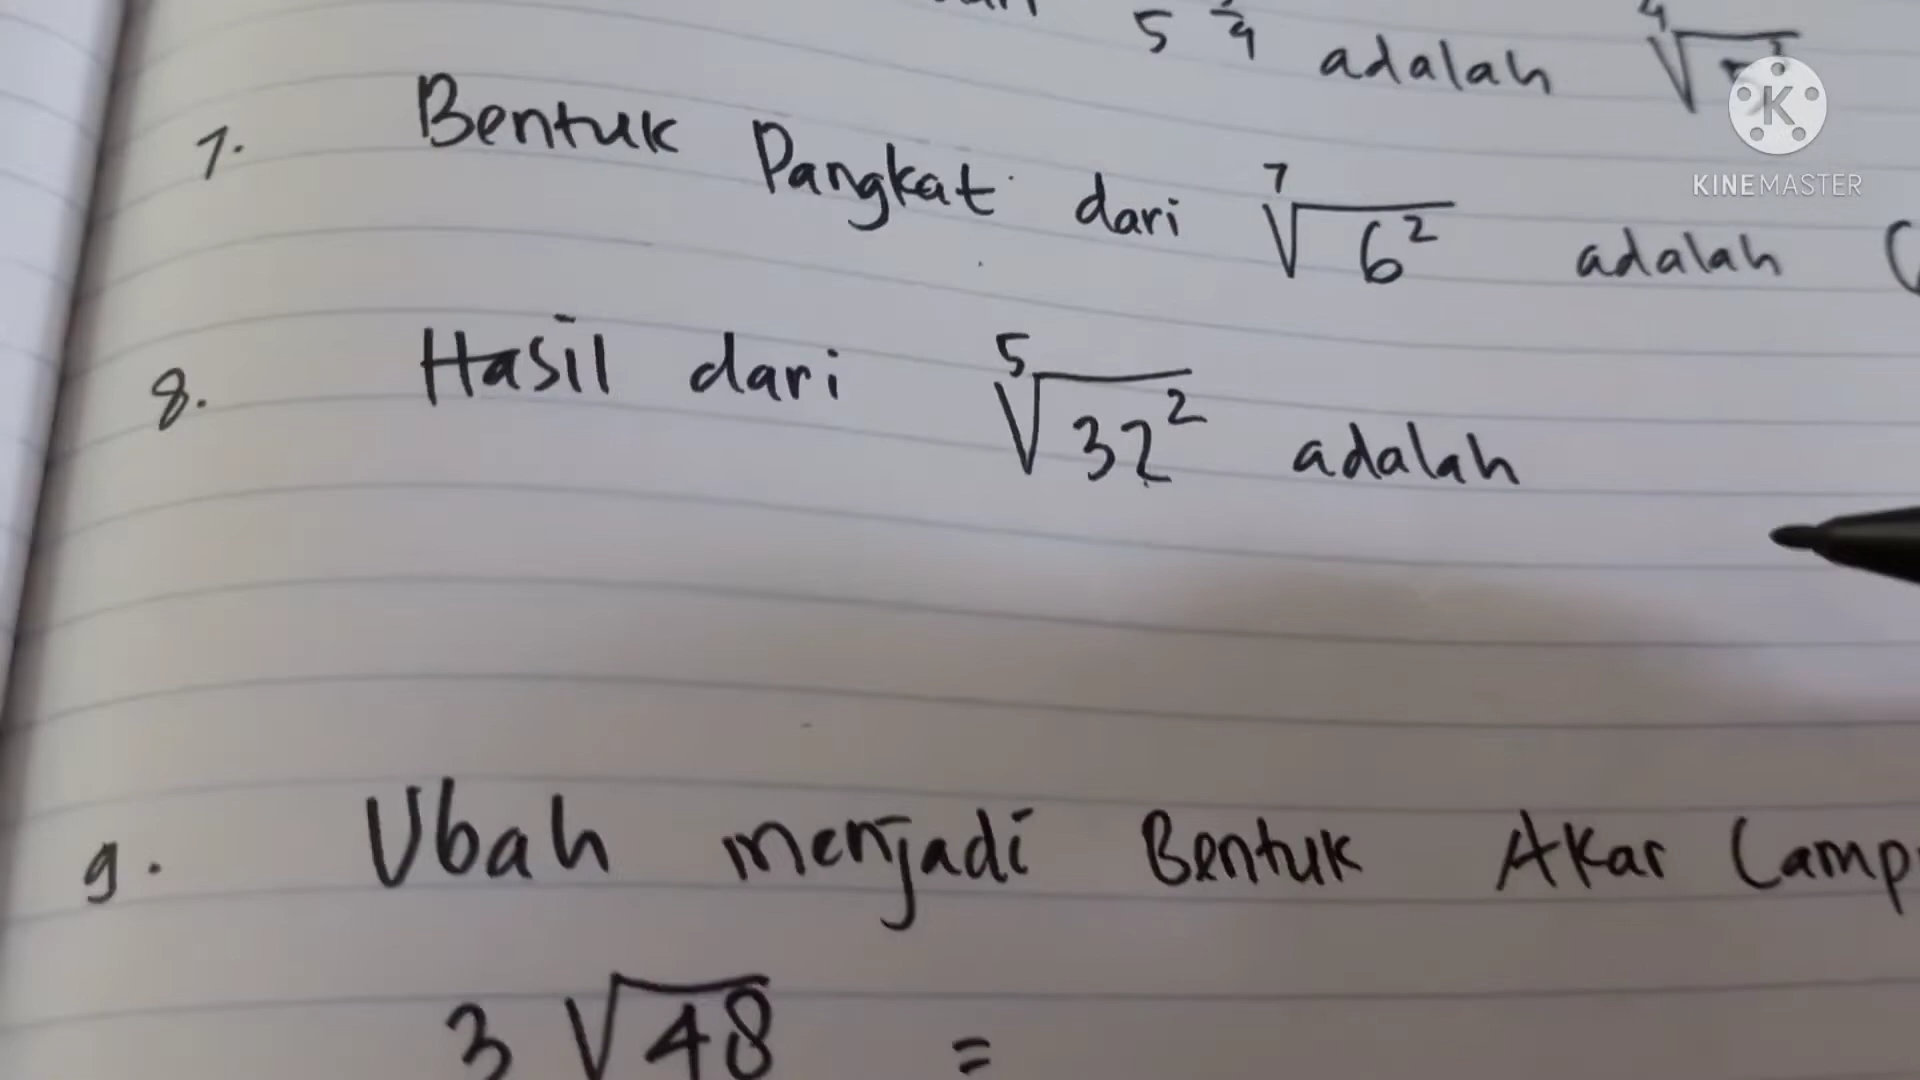 5 adalah
7. Bentuk Pangkat dari ⁷√6² adalah
8. Hasil dari ⁵√32² adalah
9. Ubah menjadi Bentuk Akar Camp
3 √48 =
KINEMASTER